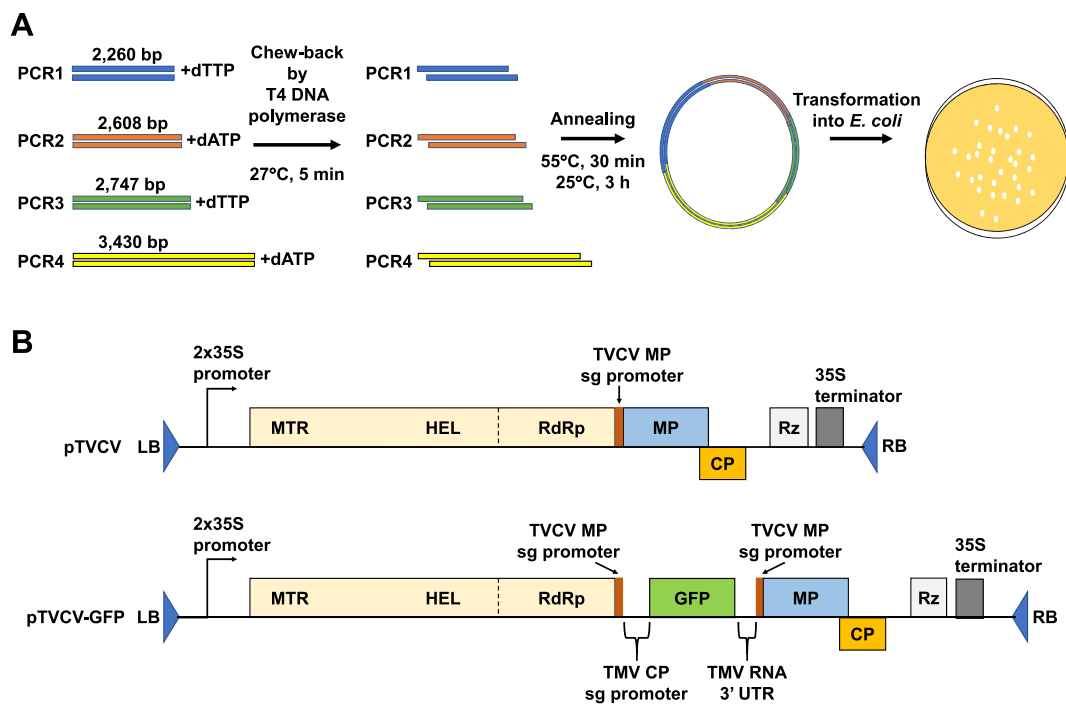 A
2,260 bp
PCR1
+dTTP
2,608 bp
PCR2
+dATP
2,747 bp
PCR3
+dTTP
3,430 bp
PCR4
+dATP
Chew-back
by
T4 DNA
polymerase
27°C, 5 min
PCR1
PCR2
PCR3
PCR4
Annealing
55°C, 30 min
25°C, 3 h
Transformation
into E. coli
B
2x35S
promoter
TVCV MP
sg promoter
35S
terminator
pTVCV
LB
MTR
HEL
RdRp
MP
CP
Rz
RB
2x35S
promoter
TVCV MP
sg promoter
TVCV MP
sg promoter
35S
terminator
pTVCV-GFP
LB
MTR
HEL
RdRp
GFP
MP
CP
Rz
RB
TMV CP
sg promoter
TMV RNA
3' UTR